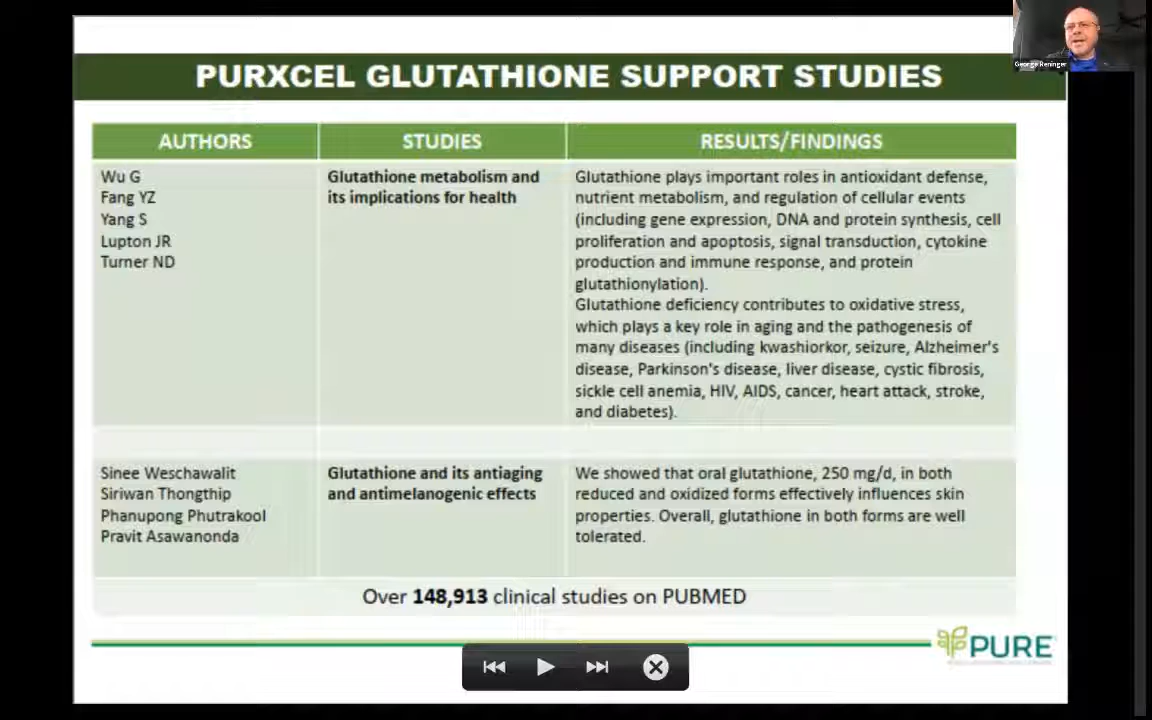 George Reninger
PURXCEL GLUTATHIONE SUPPORT STUDIES
AUTHORS
STUDIES
RESULTS/FINDINGS
Wu G
Fang YZ
Yang S
Lupton JR
Turner ND
Glutathione metabolism and
its implications for health
Glutathione plays important roles in antioxidant defense,
nutrient metabolism, and regulation of cellular events
(including gene expression, DNA and protein synthesis, cell
proliferation and apoptosis, signal transduction, cytokine
production and immune response, and protein
glutathionylation).
Glutathione deficiency contributes to oxidative stress,
which plays a key role in aging and the pathogenesis of
many diseases (including kwashiorkor, seizure, Alzheimer's
disease, Parkinson's disease, liver disease, cystic fibrosis,
sickle cell anemia, HIV, AIDS, cancer, heart attack, stroke,
and diabetes).
Sinee Weschawalit
Siriwan Thongthip
Phanupong Phutrakool
Pravit Asawanonda
Glutathione and its antiaging
and antimelanogenic effects
We showed that oral glutathione, 250 mg/d, in both
reduced and oxidized forms effectively influences skin
properties. Overall, glutathione in both forms are well
tolerated.
Over 148,913 clinical studies on PUBMED
PURE